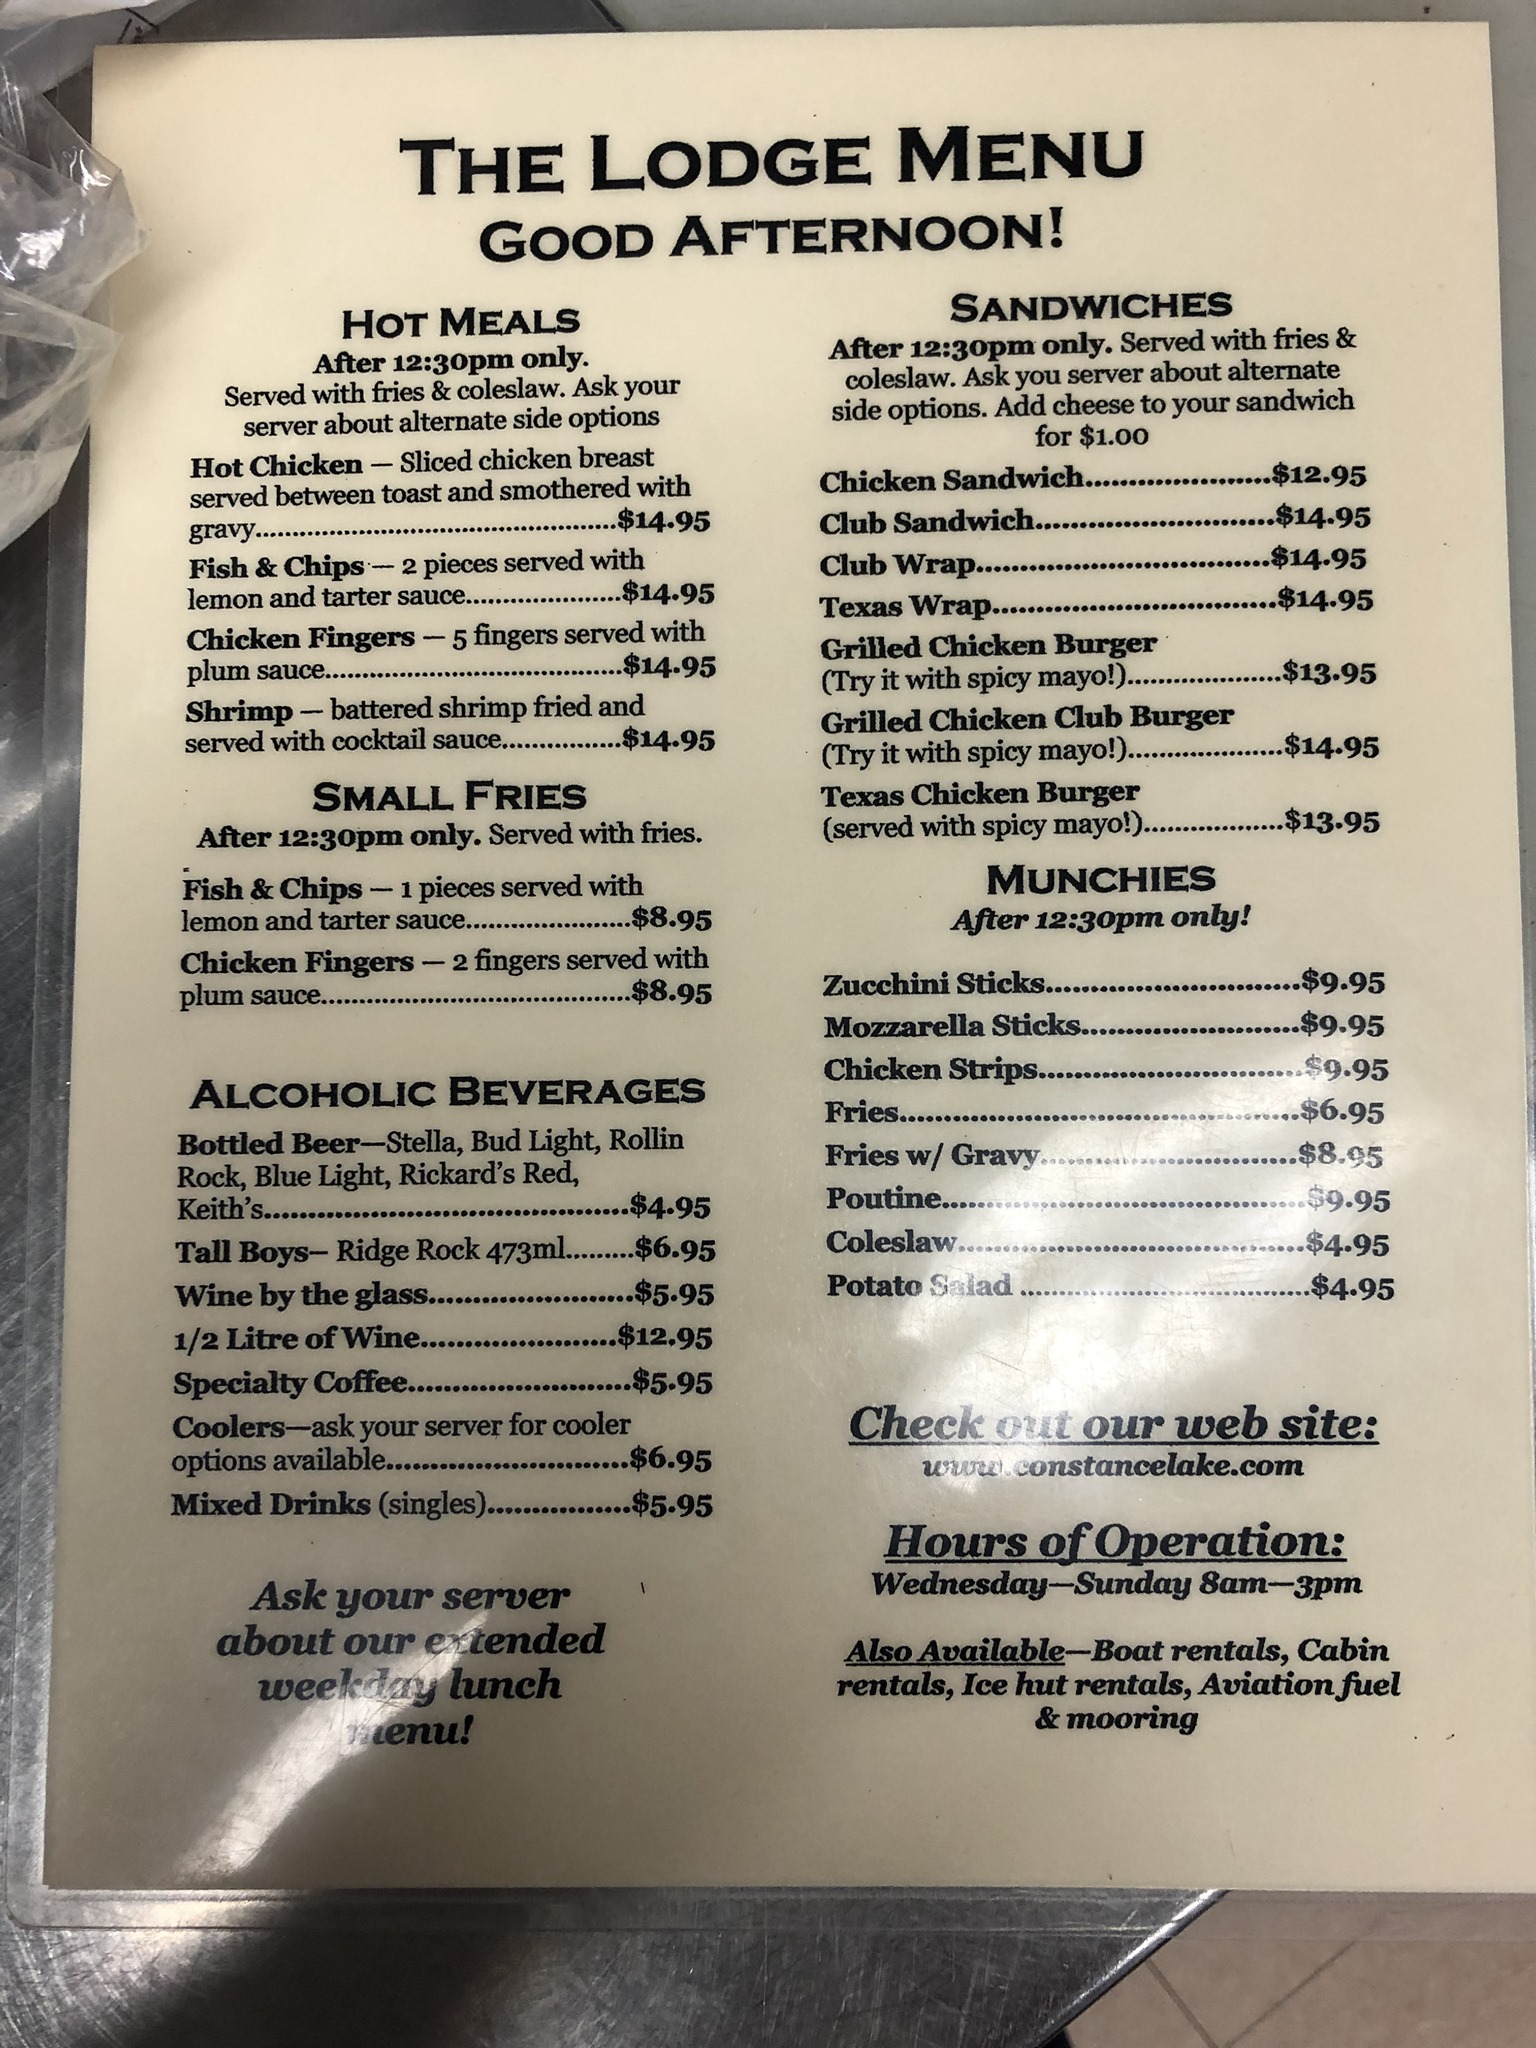 THE LODGE MENU
GOOD AFTERNOON!
HOT MEALS
After 12:30pm only.
Served with fries & coleslaw. Ask your
server about alternate side options
Hot Chicken — Sliced chicken breast
served between toast and smothered with
gravy.............................................$14.95
Fish & Chips — 2 pieces served with
lemon and tarter sauce.....................$14.95
Chicken Fingers — 5 fingers served with
plum sauce.......................................$14.95
Shrimp — battered shrimp fried and
served with cocktail sauce................$14.95
SMALL FRIES
After 12:30pm only. Served with fries.
Fish & Chips — 1 pieces served with
lemon and tarter sauce......................$8.95
Chicken Fingers — 2 fingers served with
plum sauce.........................................$8.95
ALCOHOLIC BEVERAGES
Bottled Beer—Stella, Bud Light, Rollin
Rock, Blue Light, Rickard's Red,
Keith's................................................$4.95
Tall Boys– Ridge Rock 473ml.........$6.95
Wine by the glass...........................$5.95
1/2 Litre of Wine..........................$12.95
Specialty Coffee.............................$5.95
Coolers—ask your server for cooler
options available................................$6.95
Mixed Drinks (singles)...................$5.95
Ask your server
about our extended
weekday lunch
menu!
SANDWICHES
After 12:30pm only. Served with fries &
coleslaw. Ask you server about alternate
side options. Add cheese to your sandwich
for $1.00
Chicken Sandwich.....................$12.95
Club Sandwich...........................$14.95
Club Wrap.................................$14.95
Texas Wrap................................$14.95
Grilled Chicken Burger
(Try it with spicy mayo!)....................$13.95
Grilled Chicken Club Burger
(Try it with spicy mayo!)....................$14.95
Texas Chicken Burger
(served with spicy mayo!)..................$13.95
MUNCHIES
After 12:30pm only!
Zucchini Sticks.............................$9.95
Mozzarella Sticks.........................$9.95
Chicken Strips..............................$9.95
Fries..............................................$6.95
Fries w/ Gravy.............................$8.95
Poutine.........................................$9.95
Coleslaw.......................................$4.95
Potato Salad .................................$4.95
Check out our web site:
www.constancelake.com
Hours of Operation:
Wednesday—Sunday 8am—3pm
Also Available—Boat rentals, Cabin
rentals, Ice hut rentals, Aviation fuel
& mooring